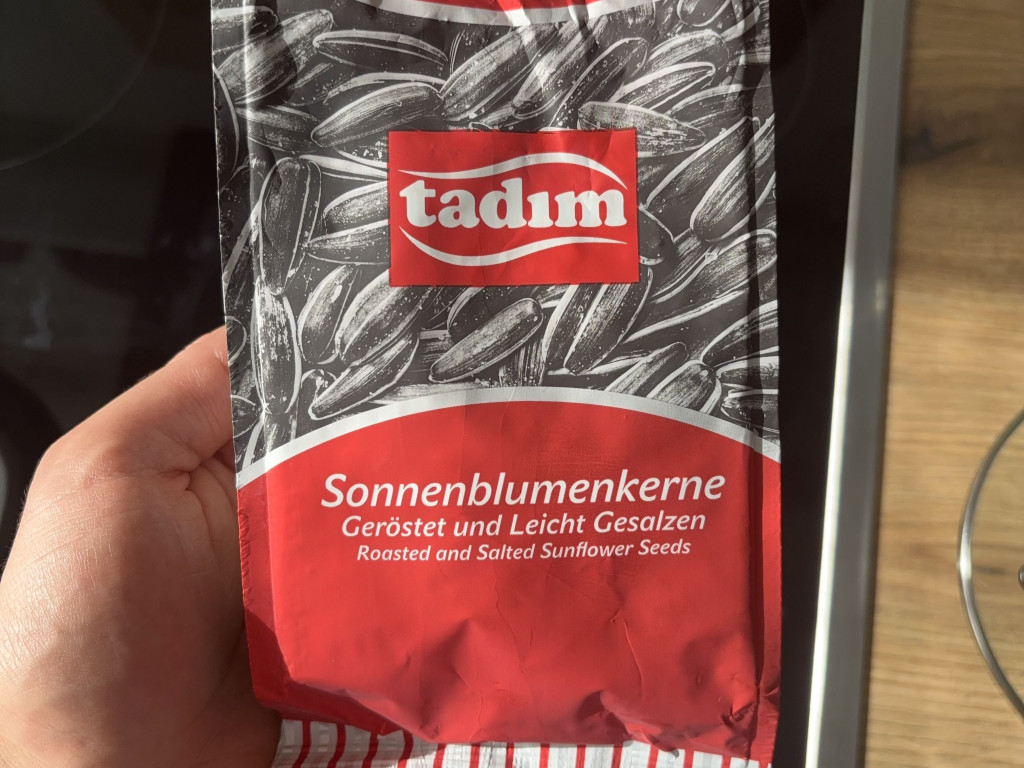 tadım
Sonnenblumenkerne
Geröstet und Leicht Gesalzen
Roasted and Salted Sunflower Seeds